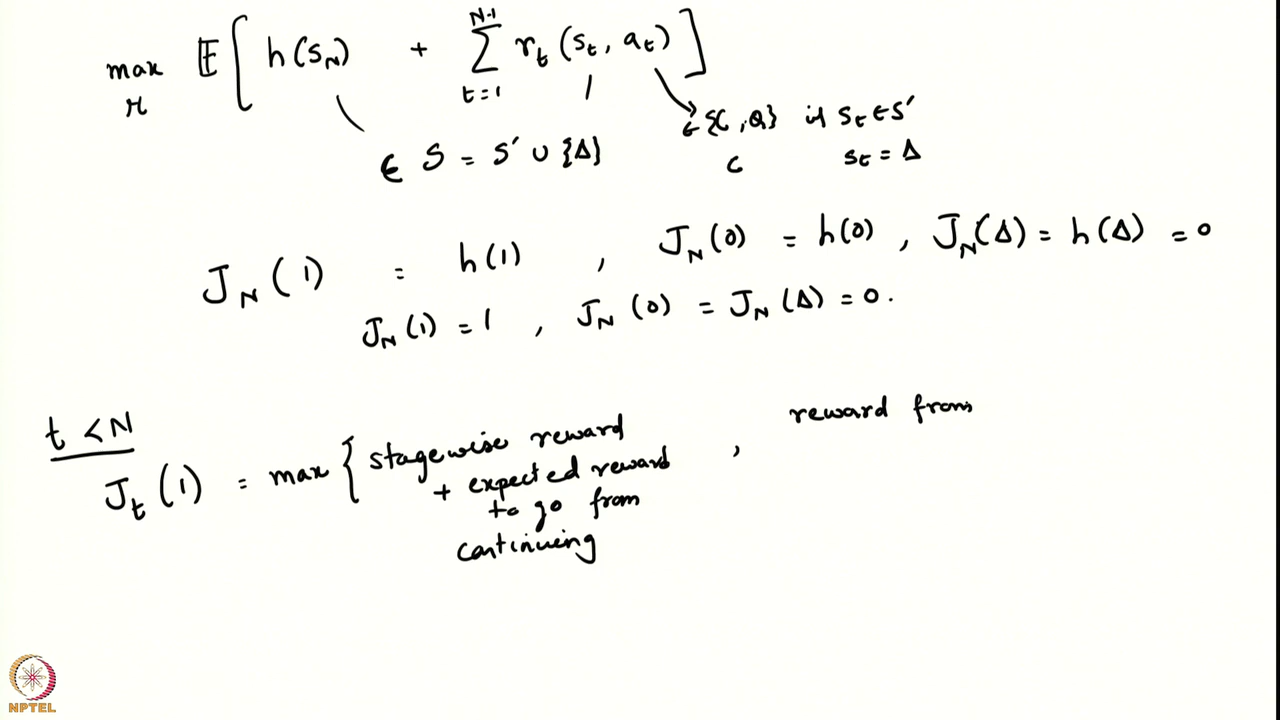 max E[ h(s_N) + Σ_{t=1}^{N-1} r_t (s_t, a_t) ]
π
∈ {C, Q} if s_t ∈ S'
∈ S = S' ∪ {Δ}
C s_t = Δ
J_N(1) = h(1) , J_N(0) = h(0) , J_N(Δ) = h(Δ) = 0
J_N(1) = 1 , J_N(0) = J_N(Δ) = 0.
t < N
J_t(1) = max { stagewise reward , reward from
+ expected reward
to go from
continuing
NPTEL